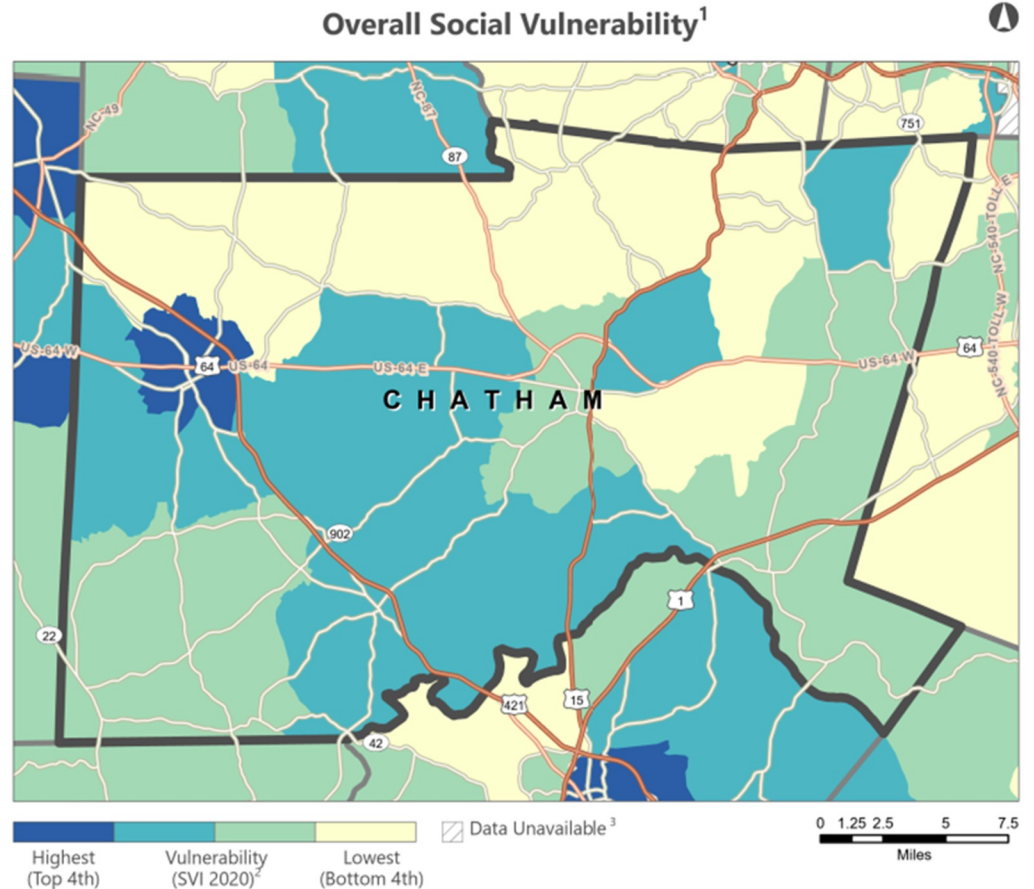 Overall Social Vulnerability1
NC-49
NC-87
87
751
NC-540-TOLL E
NC-540-TOLL-W
US-64 W
64
US-64
US-64 E
US-64 W
64
CHATHAM
902
22
1
421
15
42
Highest
(Top 4th)
Vulnerability
(SVI 2020)2
Lowest
(Bottom 4th)
Data Unavailable 3
0 1.25 2.5 5 7.5
Miles